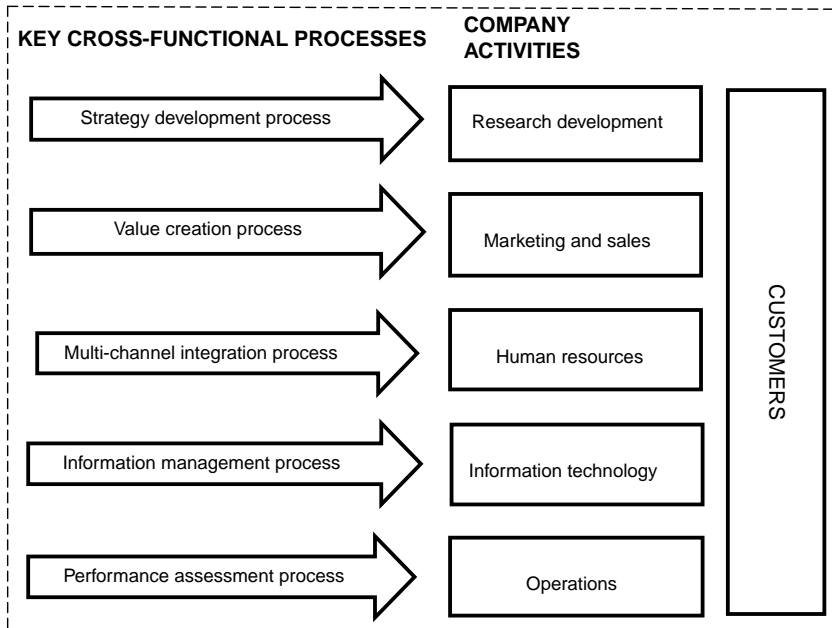 KEY CROSS-FUNCTIONAL PROCESSES
COMPANY
ACTIVITIES
Strategy development process
Research development
Value creation process
Marketing and sales
Multi-channel integration process
Human resources
Information management process
Information technology
Performance assessment process
Operations
CUSTOMERS